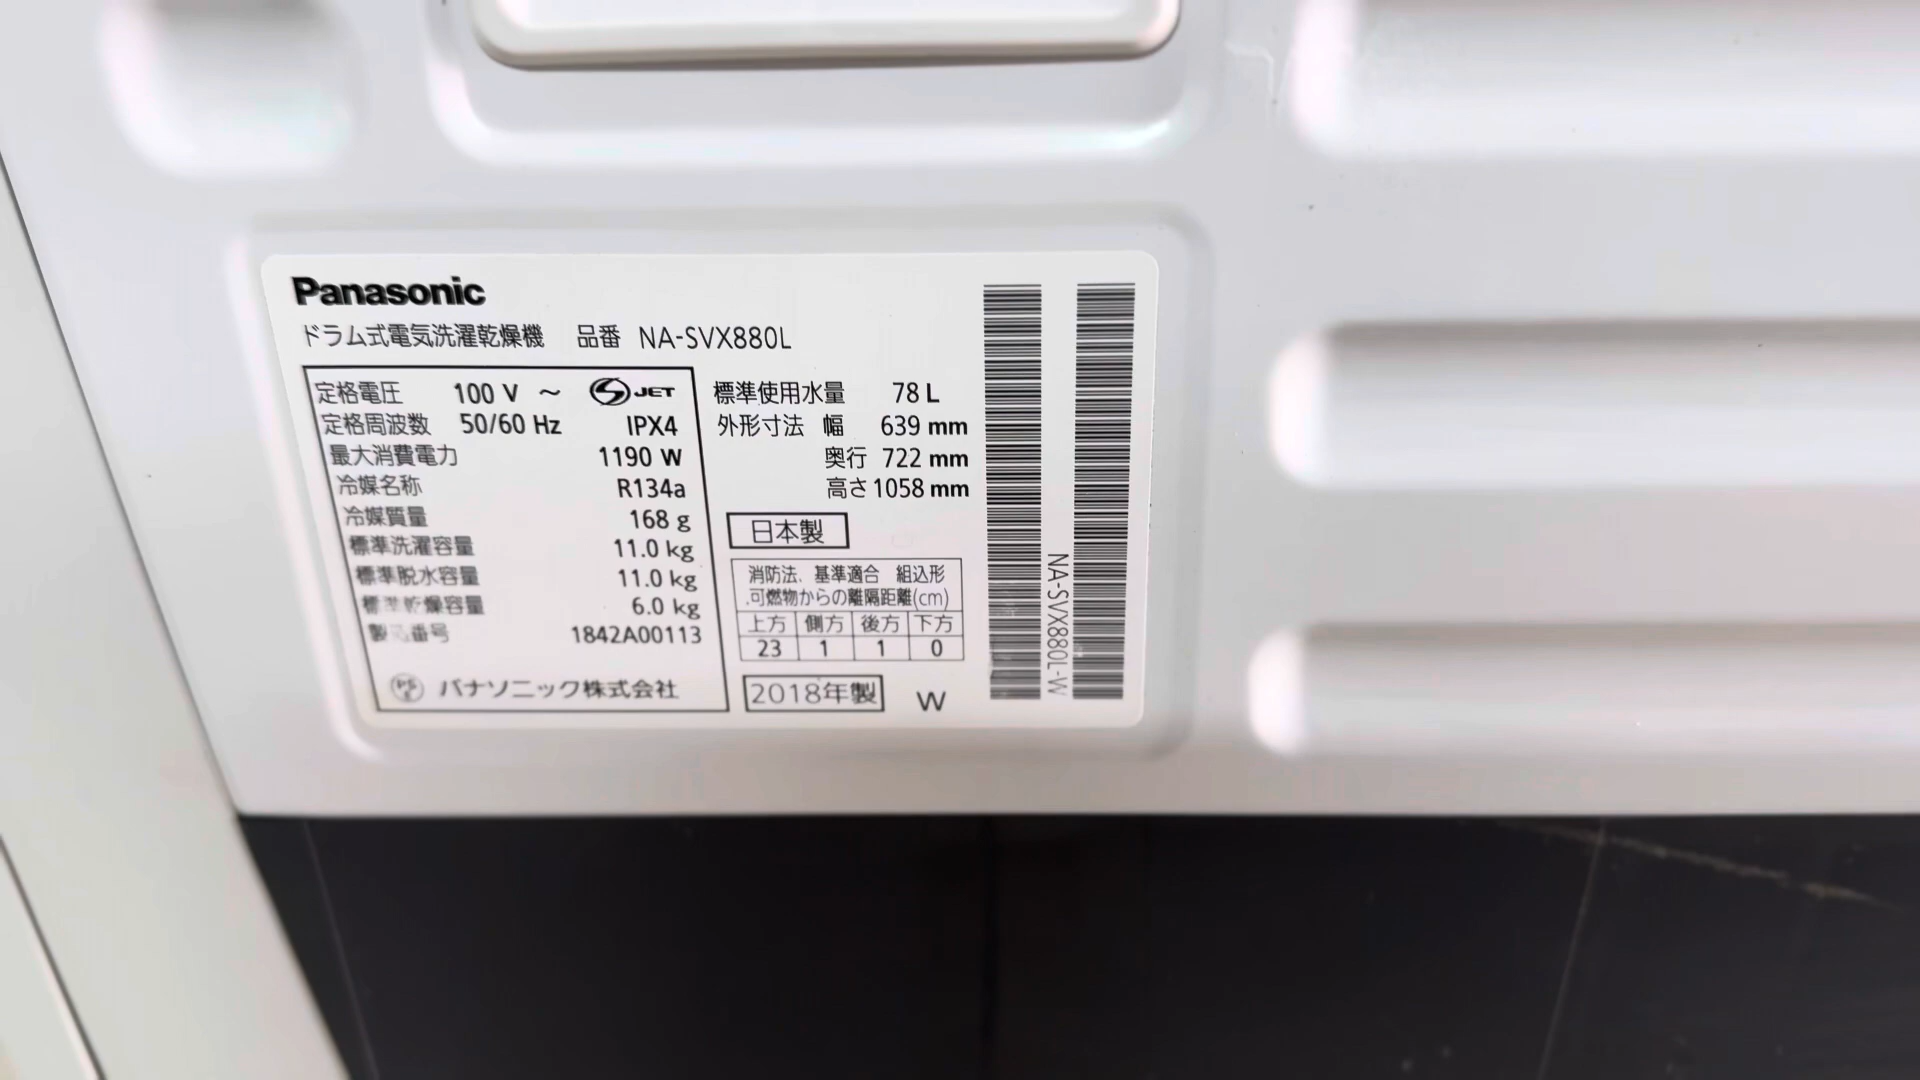 Panasonic
ドラム式電気洗濯乾燥機 品番 NA-SVX880L
定格電圧 100 V ～ S JET
定格周波数 50/60 Hz IPX4
最大消費電力 1190 W
冷媒名称 R134a
冷媒質量 168 g
標準洗濯容量 11.0 kg
標準脱水容量 11.0 kg
標準乾燥容量 6.0 kg
製造番号 1842A00113
PS E パナソニック株式会社
標準使用水量 78 L
外形寸法 幅 639 mm
奥行 722 mm
高さ 1058 mm
日本製
消防法、基準適合 組込形
可燃物からの離隔距離(cm)
上方 側方 後方 下方
23 1 1 0
2018年製 W
NA-SVX880L-W